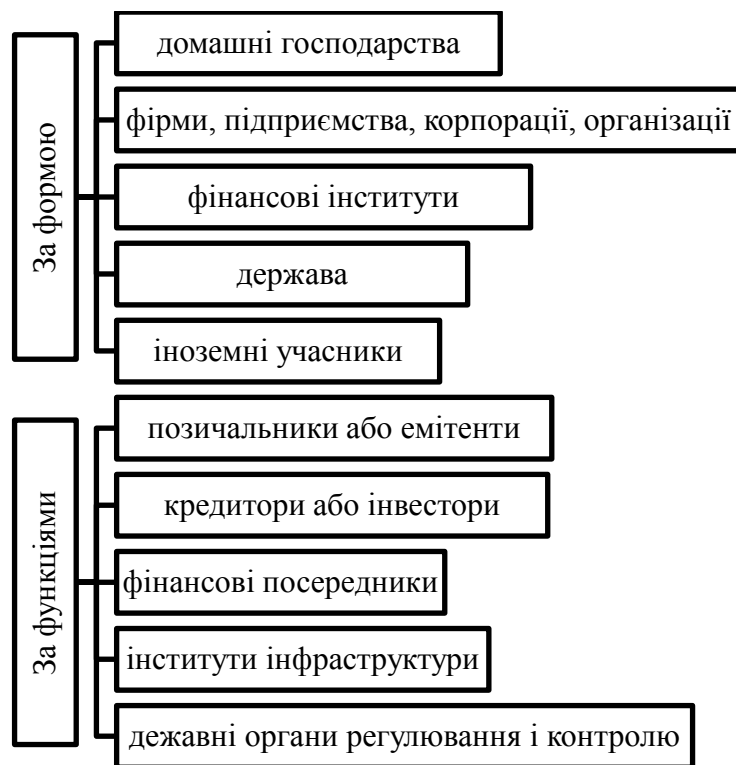 За формою
домашні господарства
фірми, підприємства, корпорації, організації
фінансові інститути
держава
іноземні учасники
За функціями
позичальники або емітенти
кредитори або інвестори
фінансові посередники
інститути інфраструктури
дежавні органи регулювання і контролю